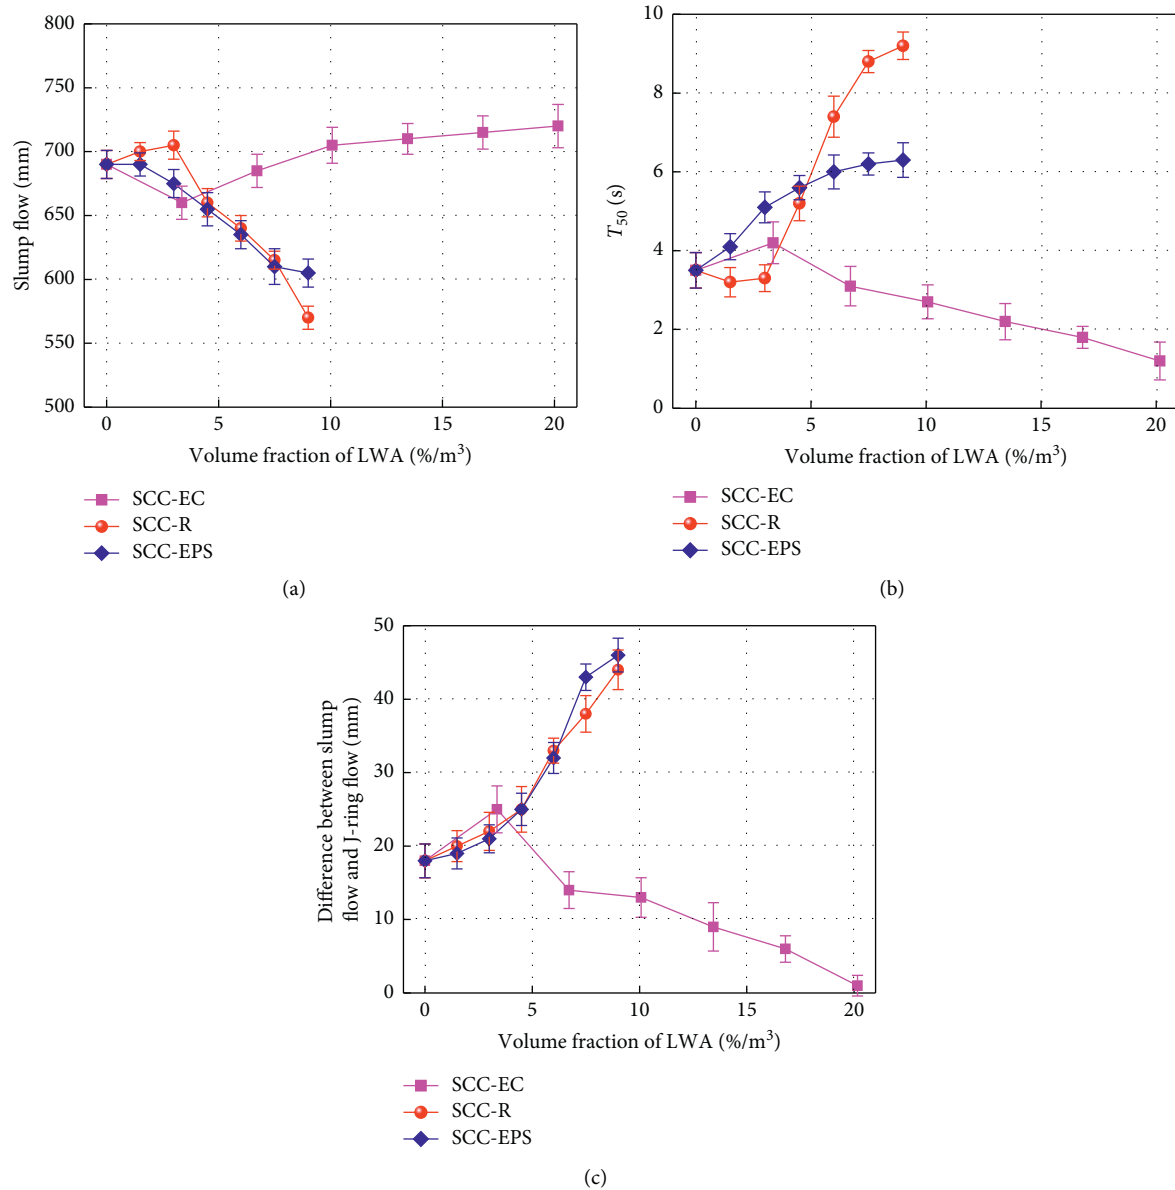 800
750
700
650
600
550
500
Slump flow (mm)
0
5
10
15
20
Volume fraction of LWA (%/m³)
SCC-EC
SCC-R
SCC-EPS
(a)
10
8
6
4
2
0
T₅₀ (s)
0
5
10
15
20
Volume fraction of LWA (%/m³)
SCC-EC
SCC-R
SCC-EPS
(b)
50
40
30
20
10
0
Difference between slump
flow and J-ring flow (mm)
0
5
10
15
20
Volume fraction of LWA (%/m³)
SCC-EC
SCC-R
SCC-EPS
(c)